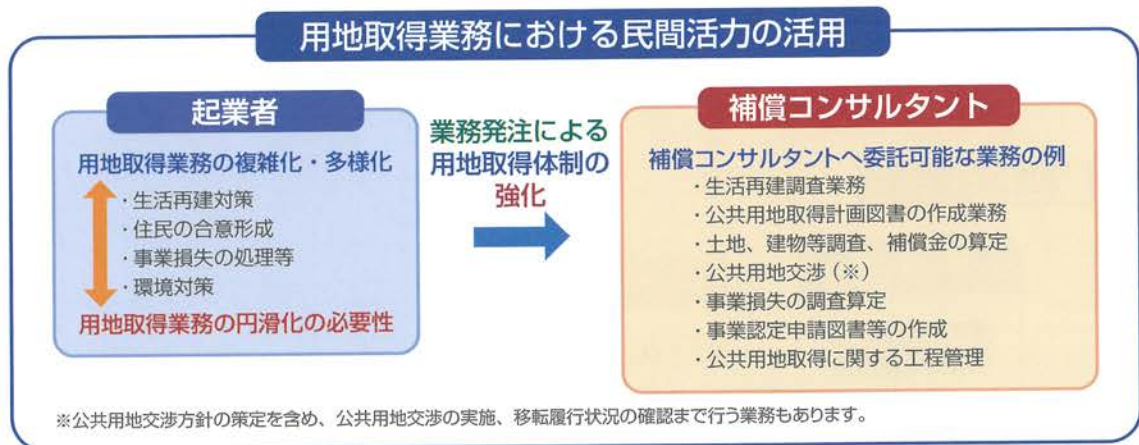 用地取得業務における民間活力の活用
起業者
用地取得業務の複雑化・多様化
・生活再建対策
・住民の合意形成
・事業損失の処理等
・環境対策
用地取得業務の円滑化の必要性
業務発注による
用地取得体制の
強化
補償コンサルタント
補償コンサルタントへ委託可能な業務の例
・生活再建調査業務
・公共用地取得計画図書の作成業務
・土地、建物等調査、補償金の算定
・公共用地交渉(※)
・事業損失の調査算定
・事業認定申請図書等の作成
・公共用地取得に関する工程管理
※公共用地交渉方針の策定を含め、公共用地交渉の実施、移転履行状況の確認まで行う業務もあります。